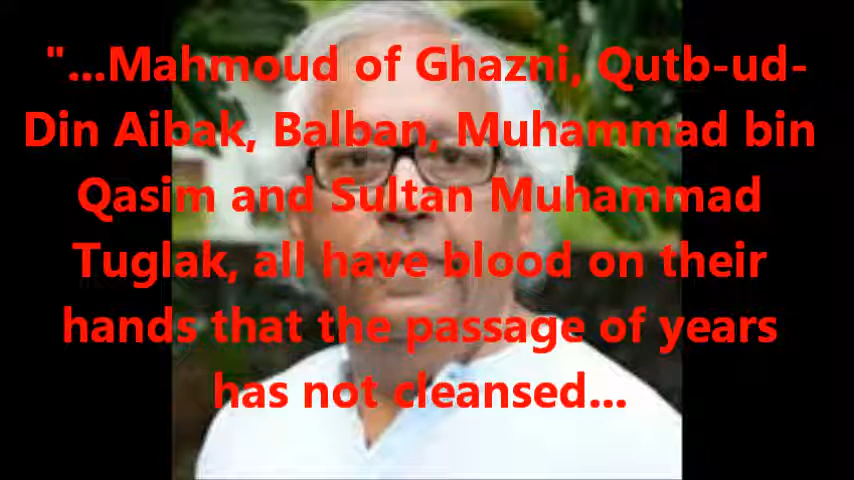 "...Mahmoud of Ghazni, Qutb-ud-
Din Aibak, Balban, Muhammad bin
Qasim and Sultan Muhammad
Tuglak, all have blood on their
hands that the passage of years
has not cleansed...